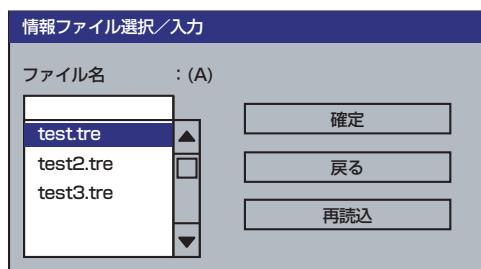 情報ファイル選択／入力
ファイル名　：(A)
test.tre
test2.tre
test3.tre
確定
戻る
再読込